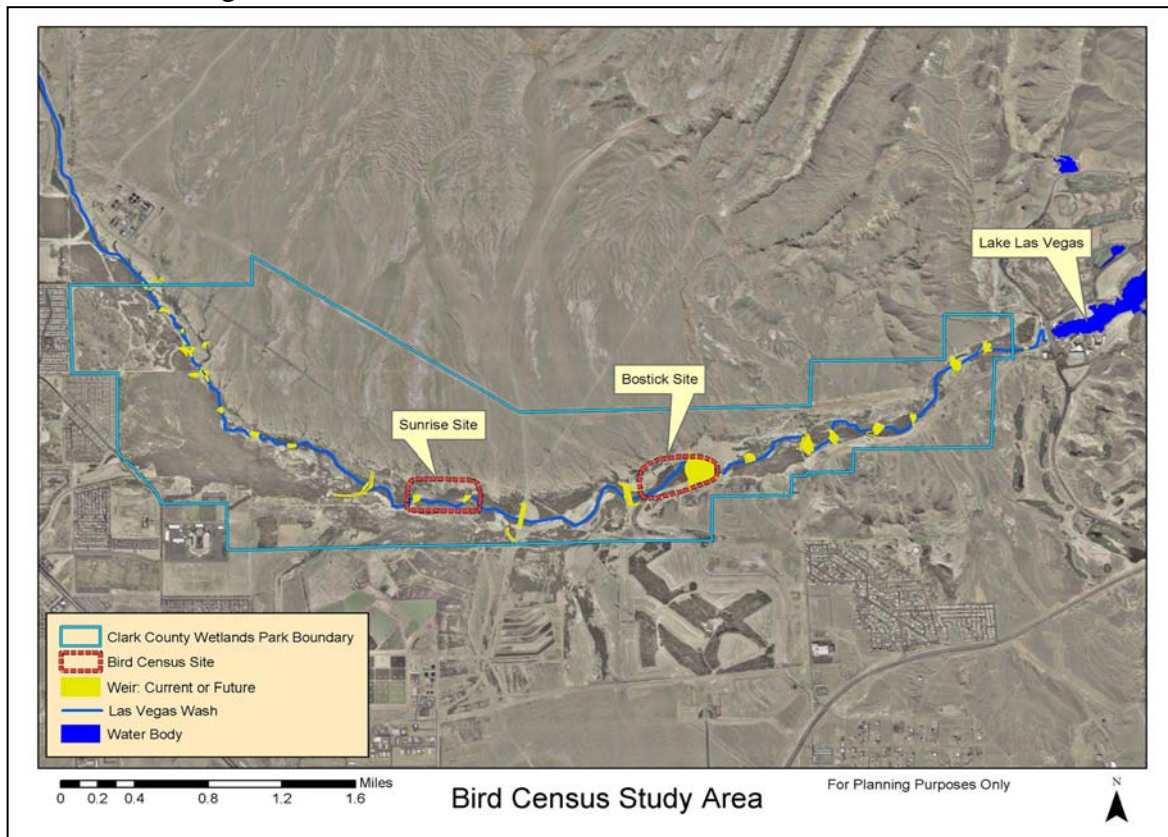 Lake Las Vegas
Bostick Site
Sunrise Site
Clark County Wetlands Park Boundary
Bird Census Site
Weir: Current or Future
Las Vegas Wash
Water Body
Miles
0 0.2 0.4 0.8 1.2 1.6
Bird Census Study Area
For Planning Purposes Only
N